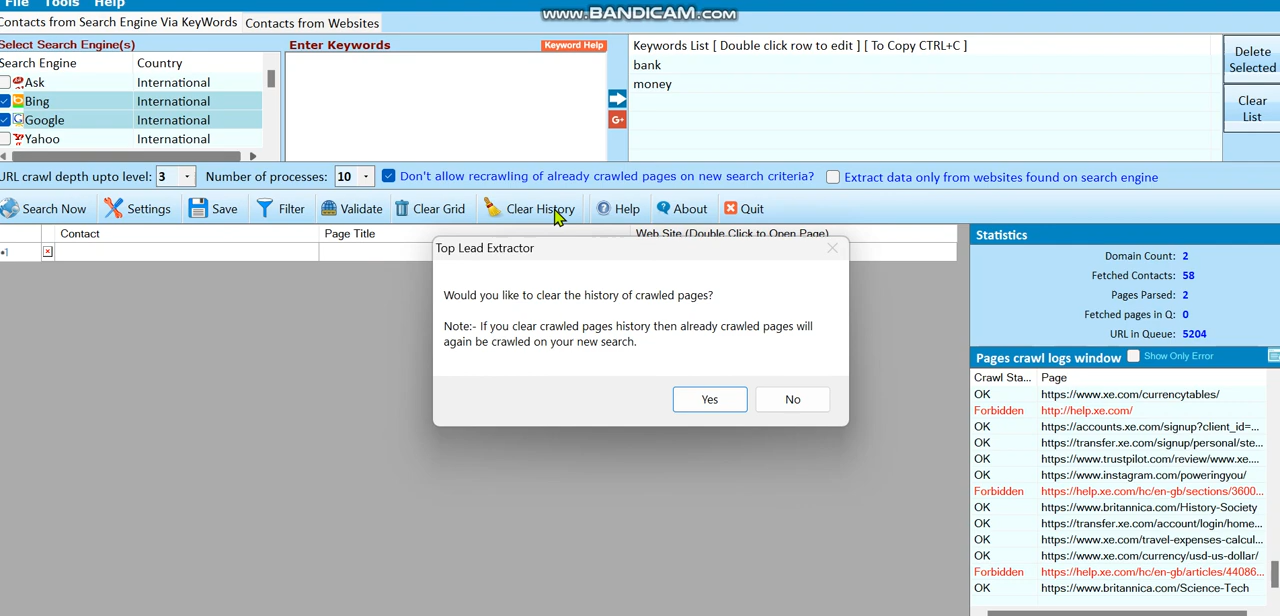 File Tools Help
www.BANDICAM.com
Contacts from Search Engine Via KeyWords Contacts from Websites
Select Search Engine(s)
Search Engine Country
Ask International
Bing International
Google International
Yahoo International
Enter Keywords Keyword Help
G+
Keywords List [ Double click row to edit ] [ To Copy CTRL+C ]
bank
money
Delete
Selected
Clear
List
URL crawl depth upto level: 3 Number of processes: 10 Don't allow recrawling of already crawled pages on new search criteria? Extract data only from websites found on search engine
Search Now Settings Save Filter Validate Clear Grid Clear History Help About Quit
Contact Page Title Web Site (Double Click to Open Page)
Top Lead Extractor
Would you like to clear the history of crawled pages?
Note:- If you clear crawled pages history then already crawled pages will
again be crawled on your new search.
Yes No
Statistics
Domain Count: 2
Fetched Contacts: 58
Pages Parsed: 2
Fetched pages in Q: 0
URL in Queue: 5204
Pages crawl logs window Show Only Error
Crawl Sta... Page
OK https://www.xe.com/currencytables/
Forbidden http://help.xe.com/
OK https://accounts.xe.com/signup?client_id=...
OK https://transfer.xe.com/signup/personal/ste...
OK https://www.trustpilot.com/review/www.xe....
OK https://www.instagram.com/poweringyou/
Forbidden https://help.xe.com/hc/en-gb/sections/3600...
OK https://www.britannica.com/History-Society
OK https://transfer.xe.com/account/login/home...
OK https://www.xe.com/travel-expenses-calcul...
OK https://www.xe.com/currency/usd-us-dollar/
Forbidden https://help.xe.com/hc/en-gb/articles/44086...
OK https://www.britannica.com/Science-Tech